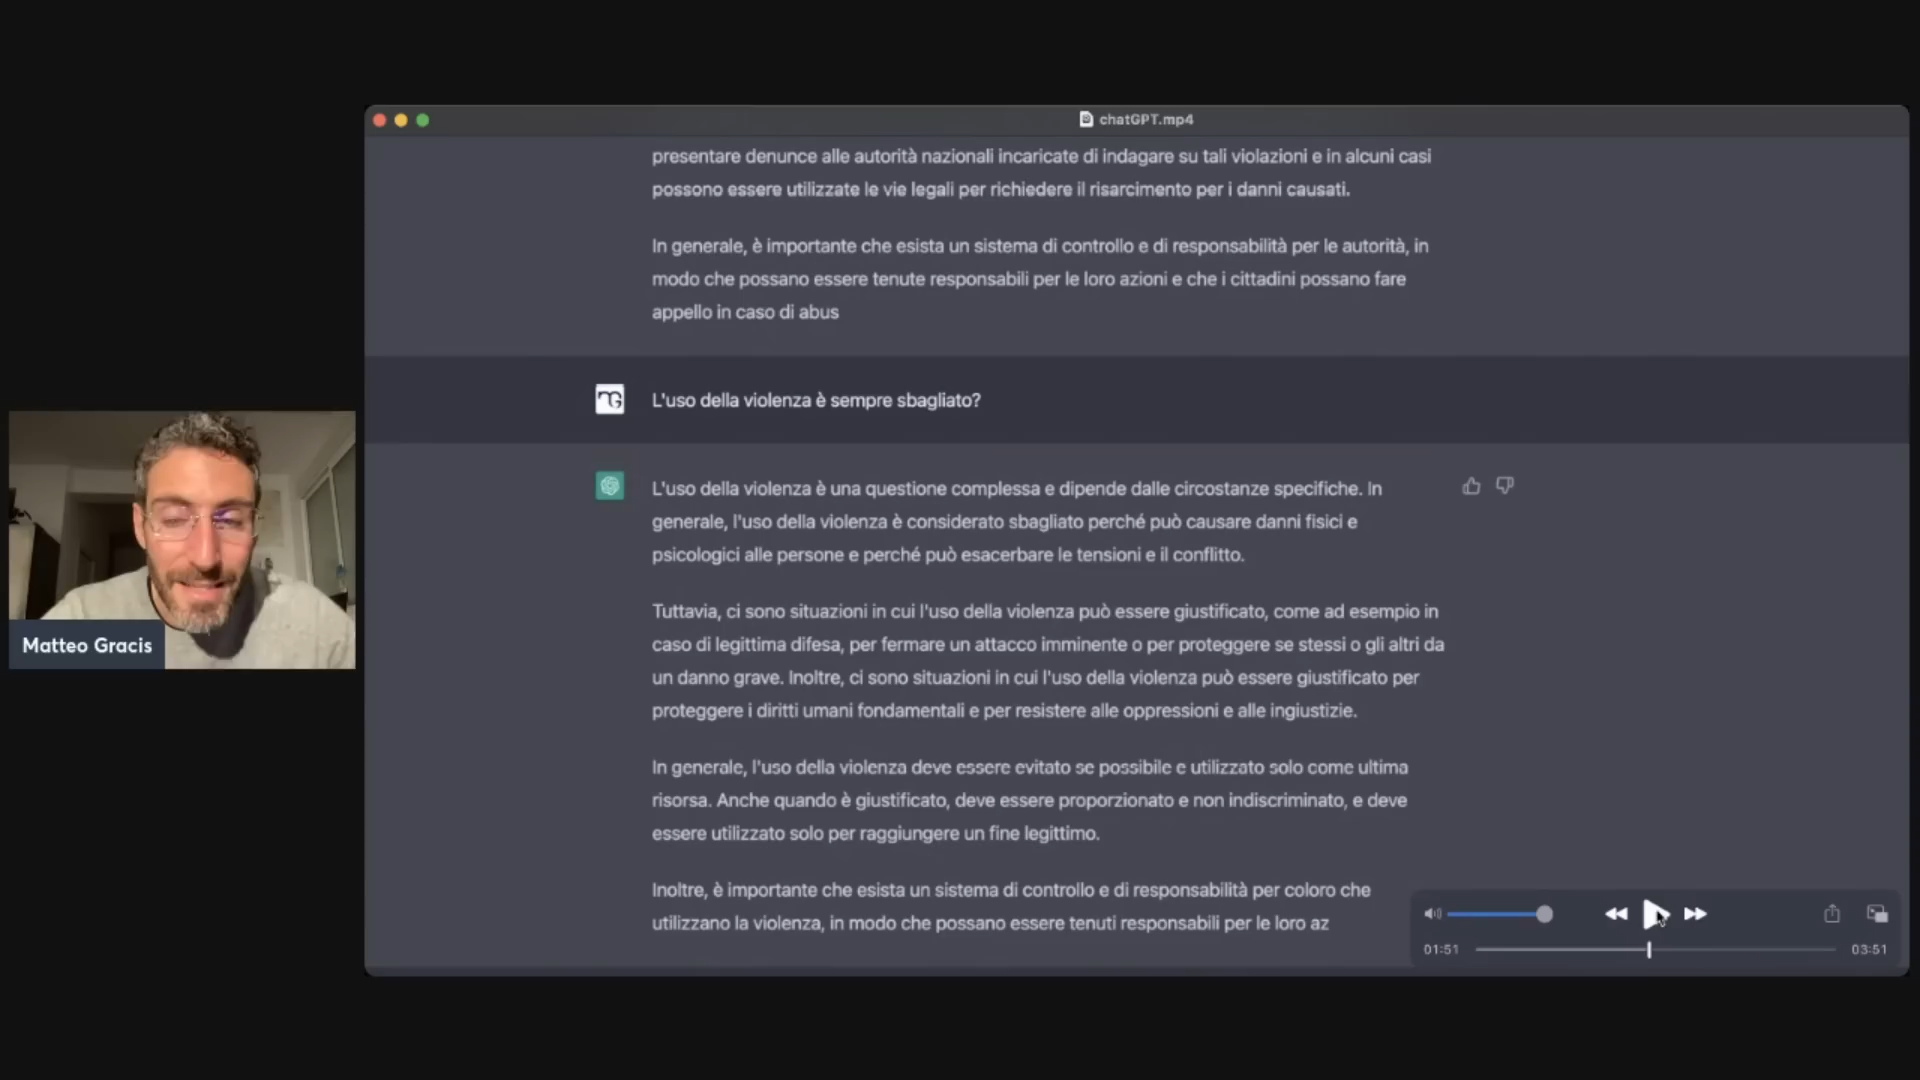 chatGPT.mp4
presentare denunce alle autorità nazionali incaricate di indagare su tali violazioni e in alcuni casi
possono essere utilizzate le vie legali per richiedere il risarcimento per i danni causati.
In generale, è importante che esista un sistema di controllo e di responsabilità per le autorità, in
modo che possano essere tenute responsabili per le loro azioni e che i cittadini possano fare
appello in caso di abus
L'uso della violenza è sempre sbagliato?
L'uso della violenza è una questione complessa e dipende dalle circostanze specifiche. In
generale, l'uso della violenza è considerato sbagliato perché può causare danni fisici e
psicologici alle persone e perché può esacerbare le tensioni e il conflitto.
Tuttavia, ci sono situazioni in cui l'uso della violenza può essere giustificato, come ad esempio in
caso di legittima difesa, per fermare un attacco imminente o per proteggere se stessi o gli altri da
un danno grave. Inoltre, ci sono situazioni in cui l'uso della violenza può essere giustificato per
proteggere i diritti umani fondamentali e per resistere alle oppressioni e alle ingiustizie.
In generale, l'uso della violenza deve essere evitato se possibile e utilizzato solo come ultima
risorsa. Anche quando è giustificato, deve essere proporzionato e non indiscriminato, e deve
essere utilizzato solo per raggiungere un fine legittimo.
Inoltre, è importante che esista un sistema di controllo e di responsabilità per coloro che
utilizzano la violenza, in modo che possano essere tenuti responsabili per le loro az
01:51
03:51
Matteo Gracis